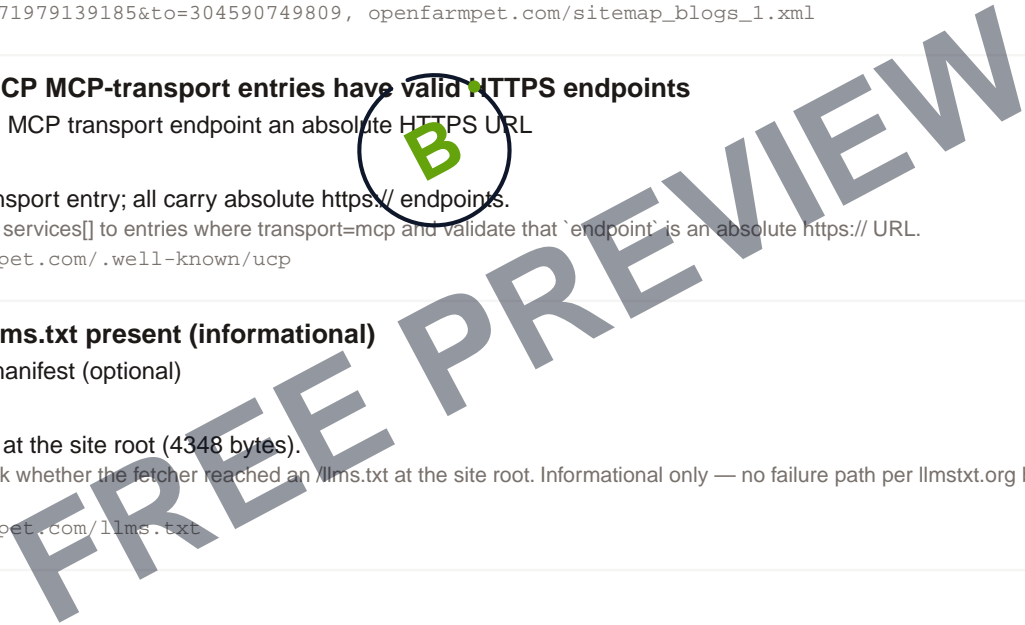 71979139185&to=304590749809, openfarmpet.com/sitemap_blogs_1.xml
CP MCP-transport entries have valid HTTPS endpoints
MCP transport endpoint an absolute HTTPS URL
B
nsport entry; all carry absolute https:// endpoints.
services[] to entries where transport=mcp and validate that `endpoint` is an absolute https:// URL.
pet.com/.well-known/ucp
ms.txt present (informational)
manifest (optional)
at the site root (4348 bytes).
k whether the fetcher reached an /llms.txt at the site root. Informational only — no failure path per llmstxt.org
pet.com/llms.txt
FREE PREVIEW